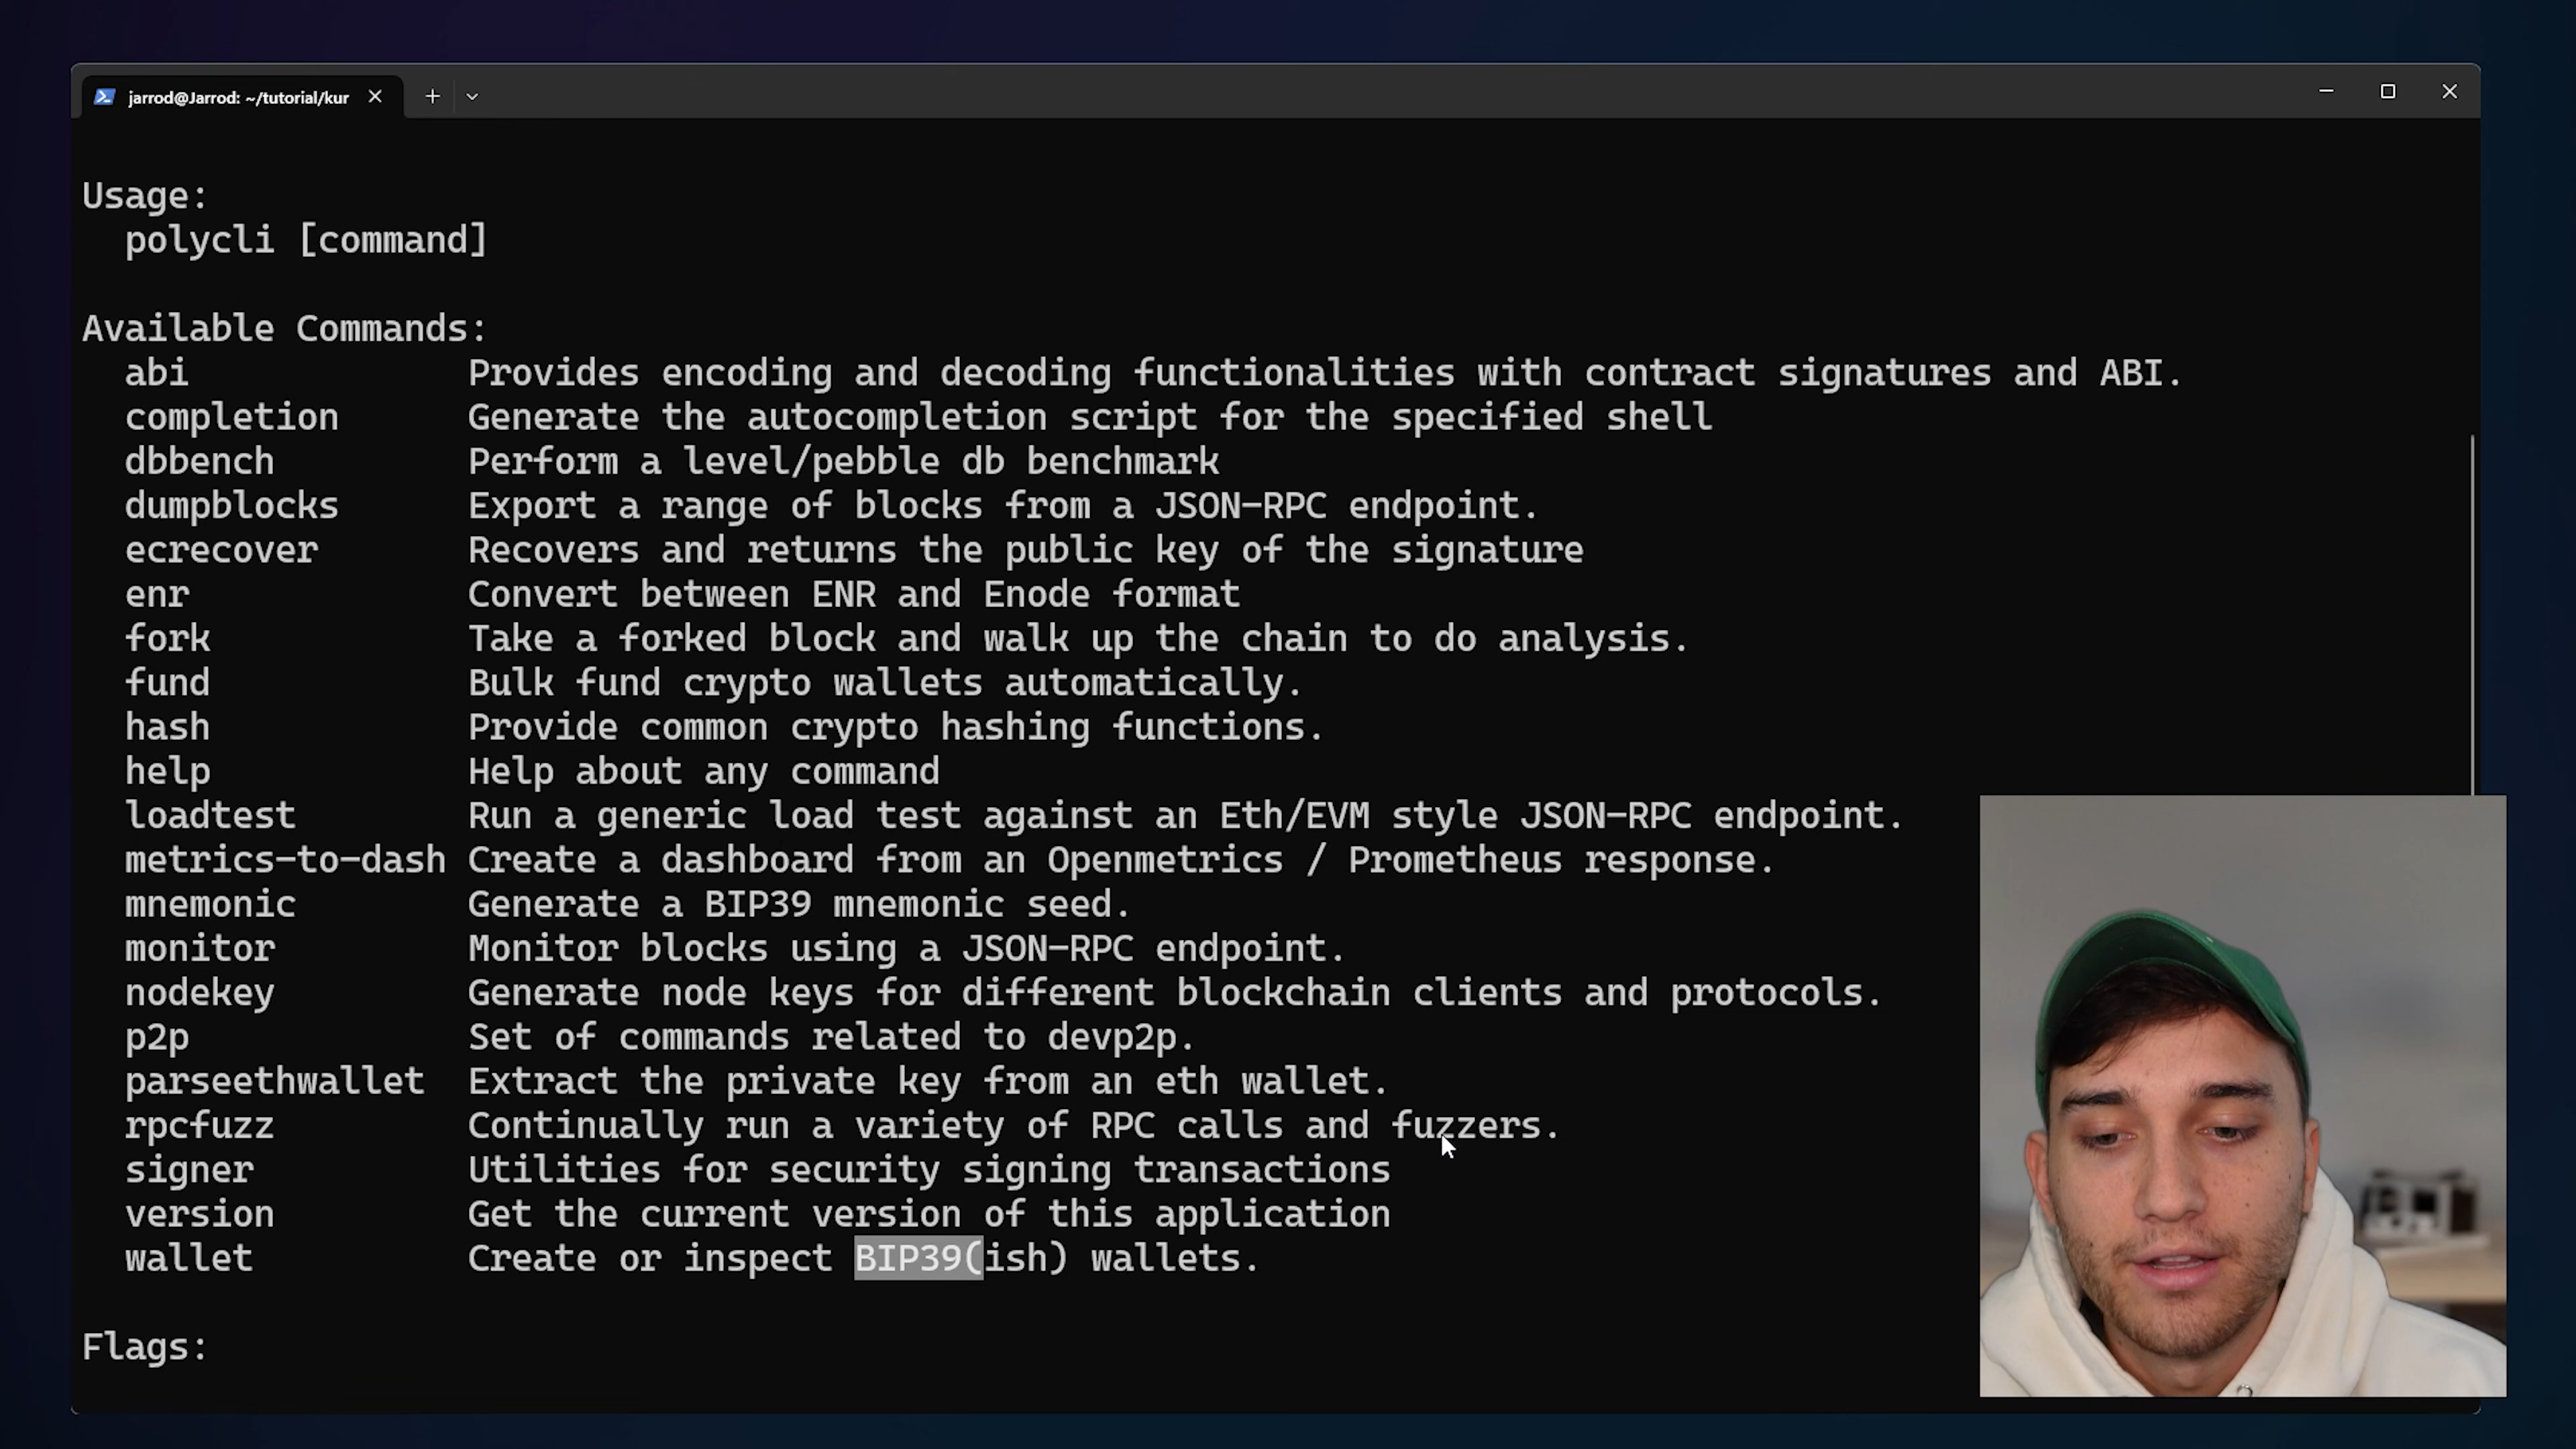 jarrod@Jarrod: ~/tutorial/kur
Usage:
polycli [command]
Available Commands:
abi Provides encoding and decoding functionalities with contract signatures and ABI.
completion Generate the autocompletion script for the specified shell
dbbench Perform a level/pebble db benchmark
dumpblocks Export a range of blocks from a JSON-RPC endpoint.
ecrecover Recovers and returns the public key of the signature
enr Convert between ENR and Enode format
fork Take a forked block and walk up the chain to do analysis.
fund Bulk fund crypto wallets automatically.
hash Provide common crypto hashing functions.
help Help about any command
loadtest Run a generic load test against an Eth/EVM style JSON-RPC endpoint.
metrics-to-dash Create a dashboard from an Openmetrics / Prometheus response.
mnemonic Generate a BIP39 mnemonic seed.
monitor Monitor blocks using a JSON-RPC endpoint.
nodekey Generate node keys for different blockchain clients and protocols.
p2p Set of commands related to devp2p.
parseethwallet Extract the private key from an eth wallet.
rpcfuzz Continually run a variety of RPC calls and fuzzers.
signer Utilities for security signing transactions
version Get the current version of this application
wallet Create or inspect BIP39(ish) wallets.
Flags: